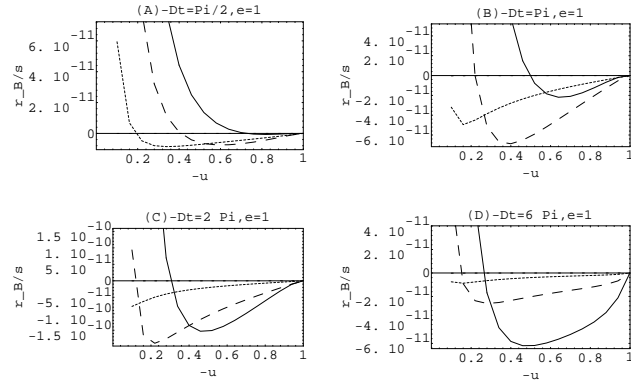 (A)-Dt=Pi/2,e=1
r_B/s
6. 10 -11
4. 10 -11
2. 10 -11
0
0.2 0.4 0.6 0.8 1
-u
(B)-Dt=Pi,e=1
r_B/s
4. 10 -11
2. 10 -11
0
-2. 10 -11
-4. 10 -11
-6. 10 -11
0.2 0.4 0.6 0.8 1
-u
(C)-Dt=2 Pi,e=1
r_B/s
1.5 10 -10
1. 10 -10
5. 10 -11
0
-5. 10 -11
-1. 10 -10
-1.5 10 -10
0.2 0.4 0.6 0.8 1
-u
(D)-Dt=6 Pi,e=1
r_B/s
4. 10 -11
2. 10 -11
0
-2. 10 -11
-4. 10 -11
-6. 10 -11
0.2 0.4 0.6 0.8 1
-u